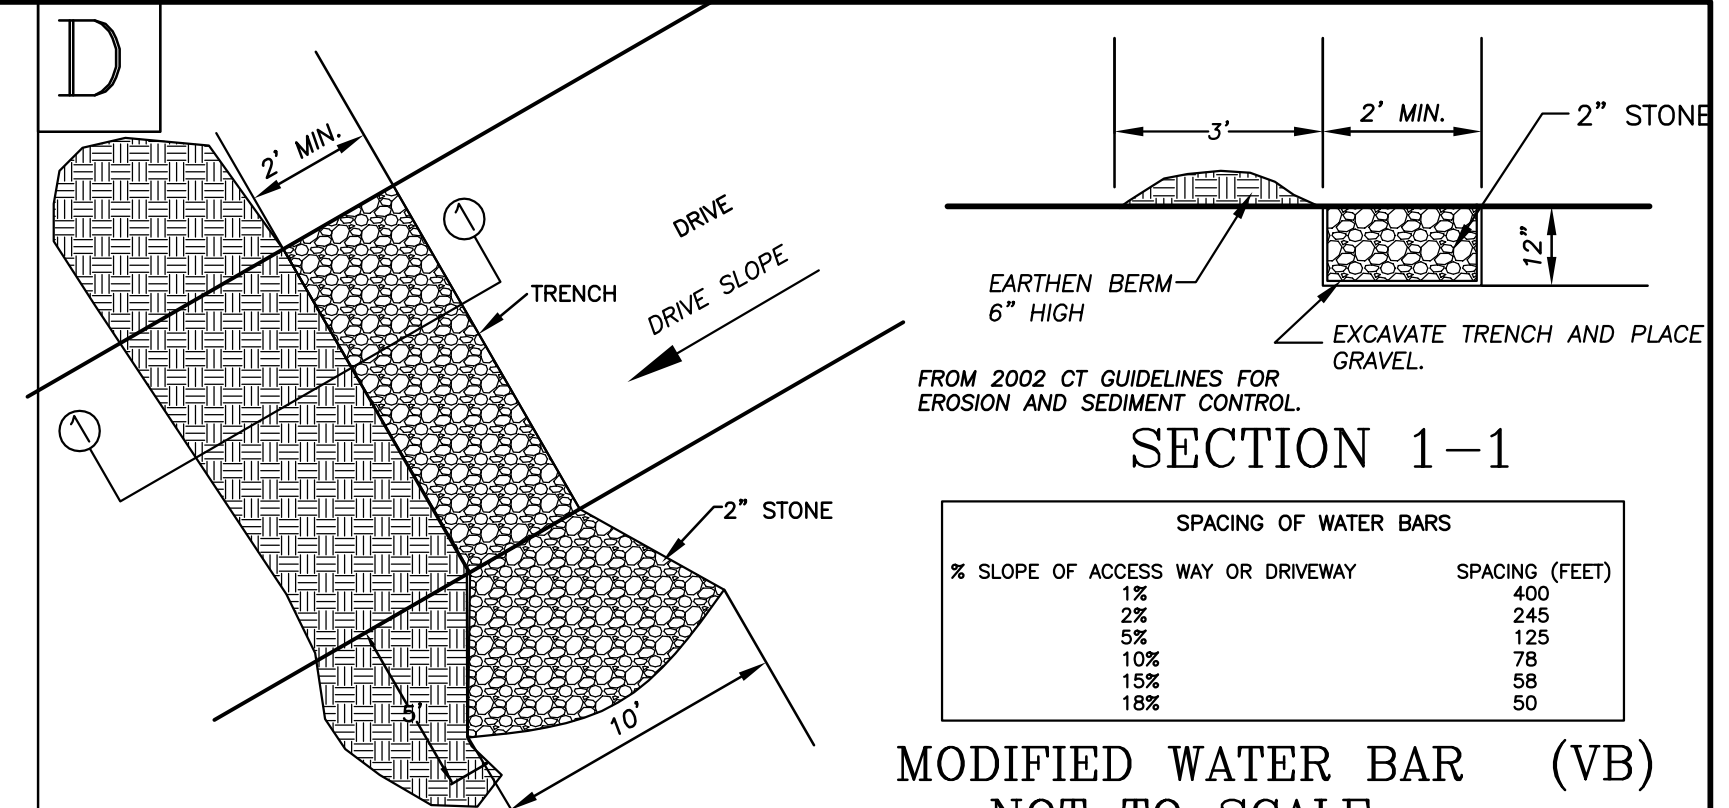 D
2' MIN.
1
DRIVE
DRIVE SLOPE
TRENCH
1
2" STONE
5'
10'
3'
2' MIN.
2" STONE
12"
EARTHEN BERM
6" HIGH
EXCAVATE TRENCH AND PLACE
GRAVEL.
FROM 2002 CT GUIDELINES FOR
EROSION AND SEDIMENT CONTROL.
SECTION 1-1
SPACING OF WATER BARS
% SLOPE OF ACCESS WAY OR DRIVEWAY SPACING (FEET)
1% 400
2% 245
5% 125
10% 78
15% 58
18% 50
MODIFIED WATER BAR (VB)
NOT TO SCALE